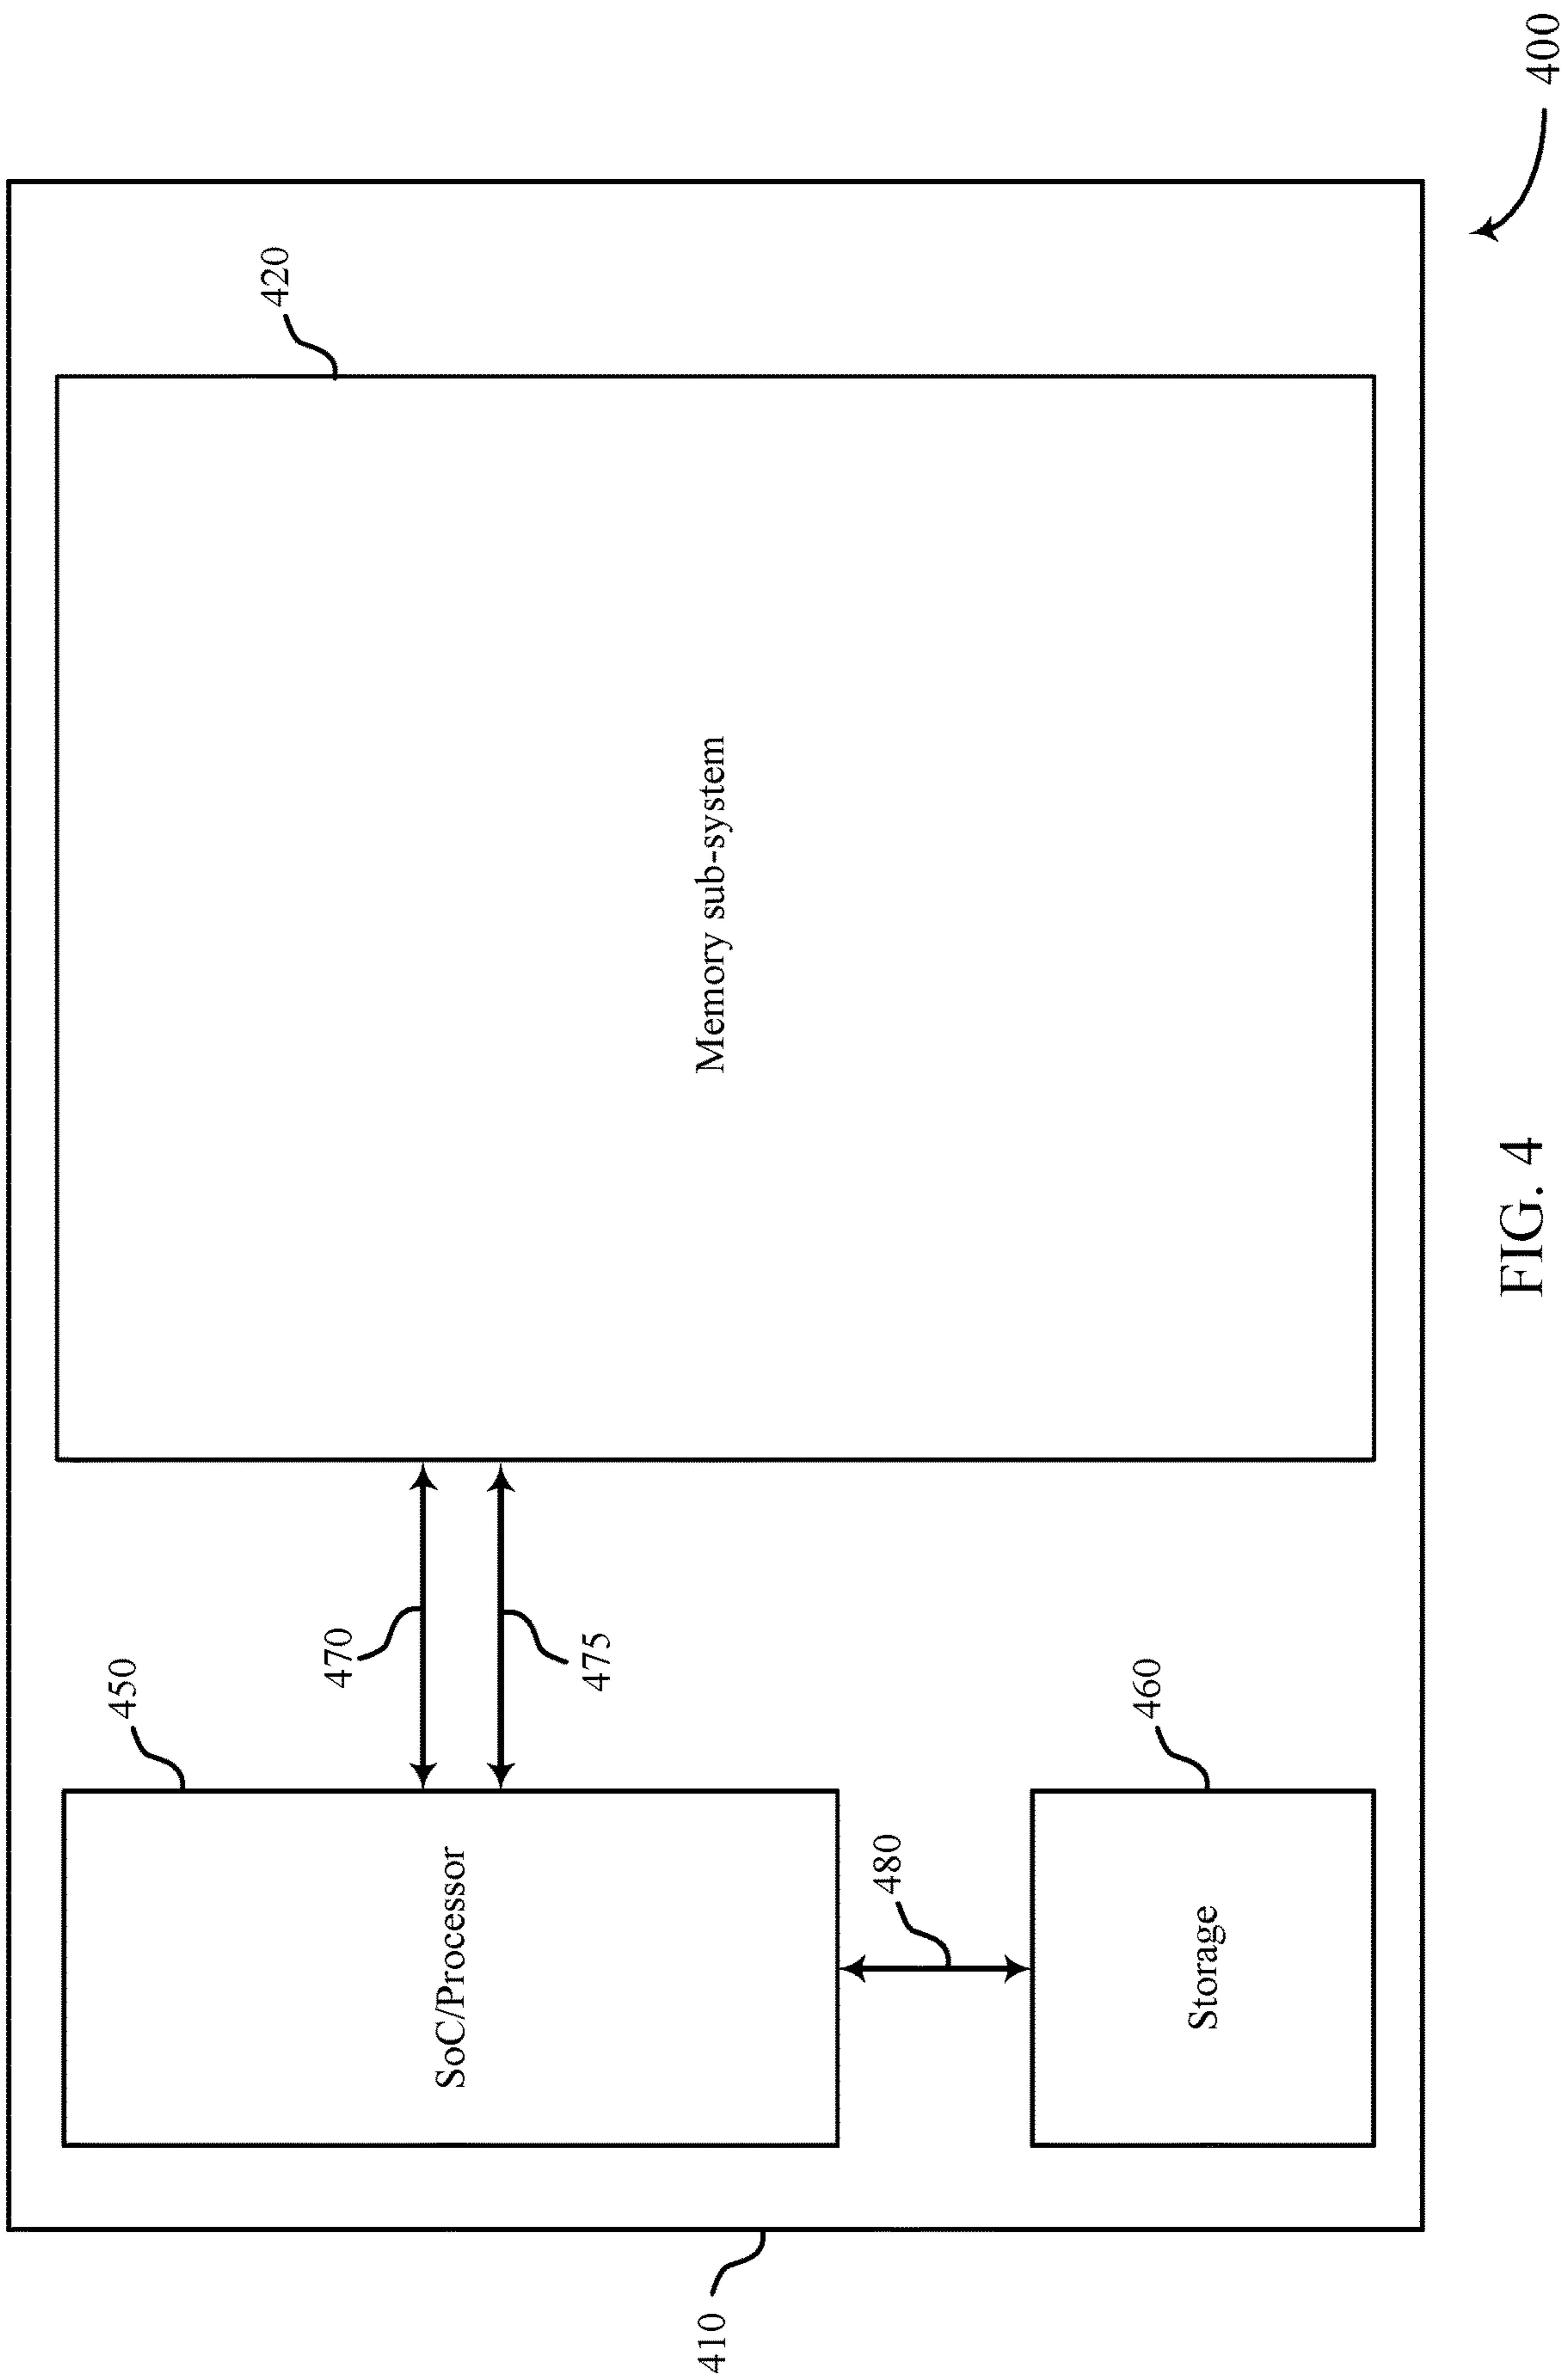 450
420
470
SoC/Processor
475
410
Memory sub-system
480
460
Storage
FIG. 4
400